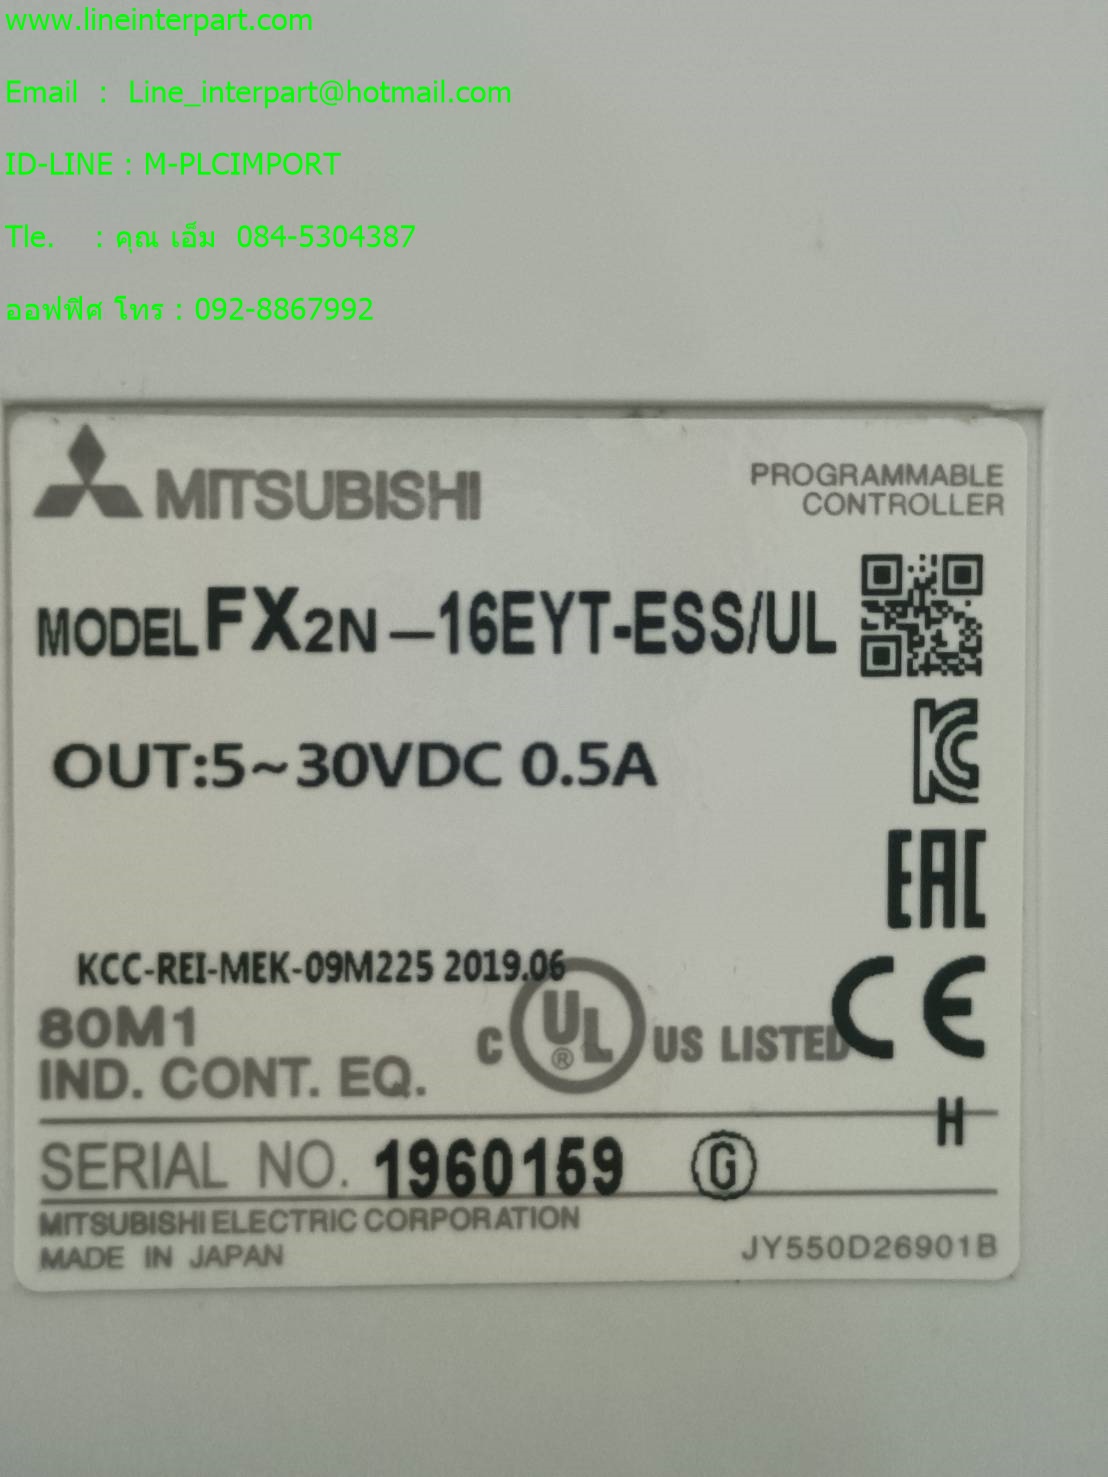 www.lineinterpart.com
Email : Line_interpart@hotmail.com
ID-LINE : M-PLCIMPORT
Tle. : คุณ เอ็ม 084-5304387
ออฟฟิศ โทร : 092-8867992
MITSUBISHI
PROGRAMMABLE
CONTROLLER
MODEL FX2N-16EYT-ESS/UL
OUT:5~30VDC 0.5A
EAC
KCC-REI-MEK-09M225 2019.06
80M1
IND. CONT. EQ.
C UL ® US LISTED
CE
H
SERIAL NO. 1960159 G
MITSUBISHI ELECTRIC CORPORATION
MADE IN JAPAN
JY550D26901B